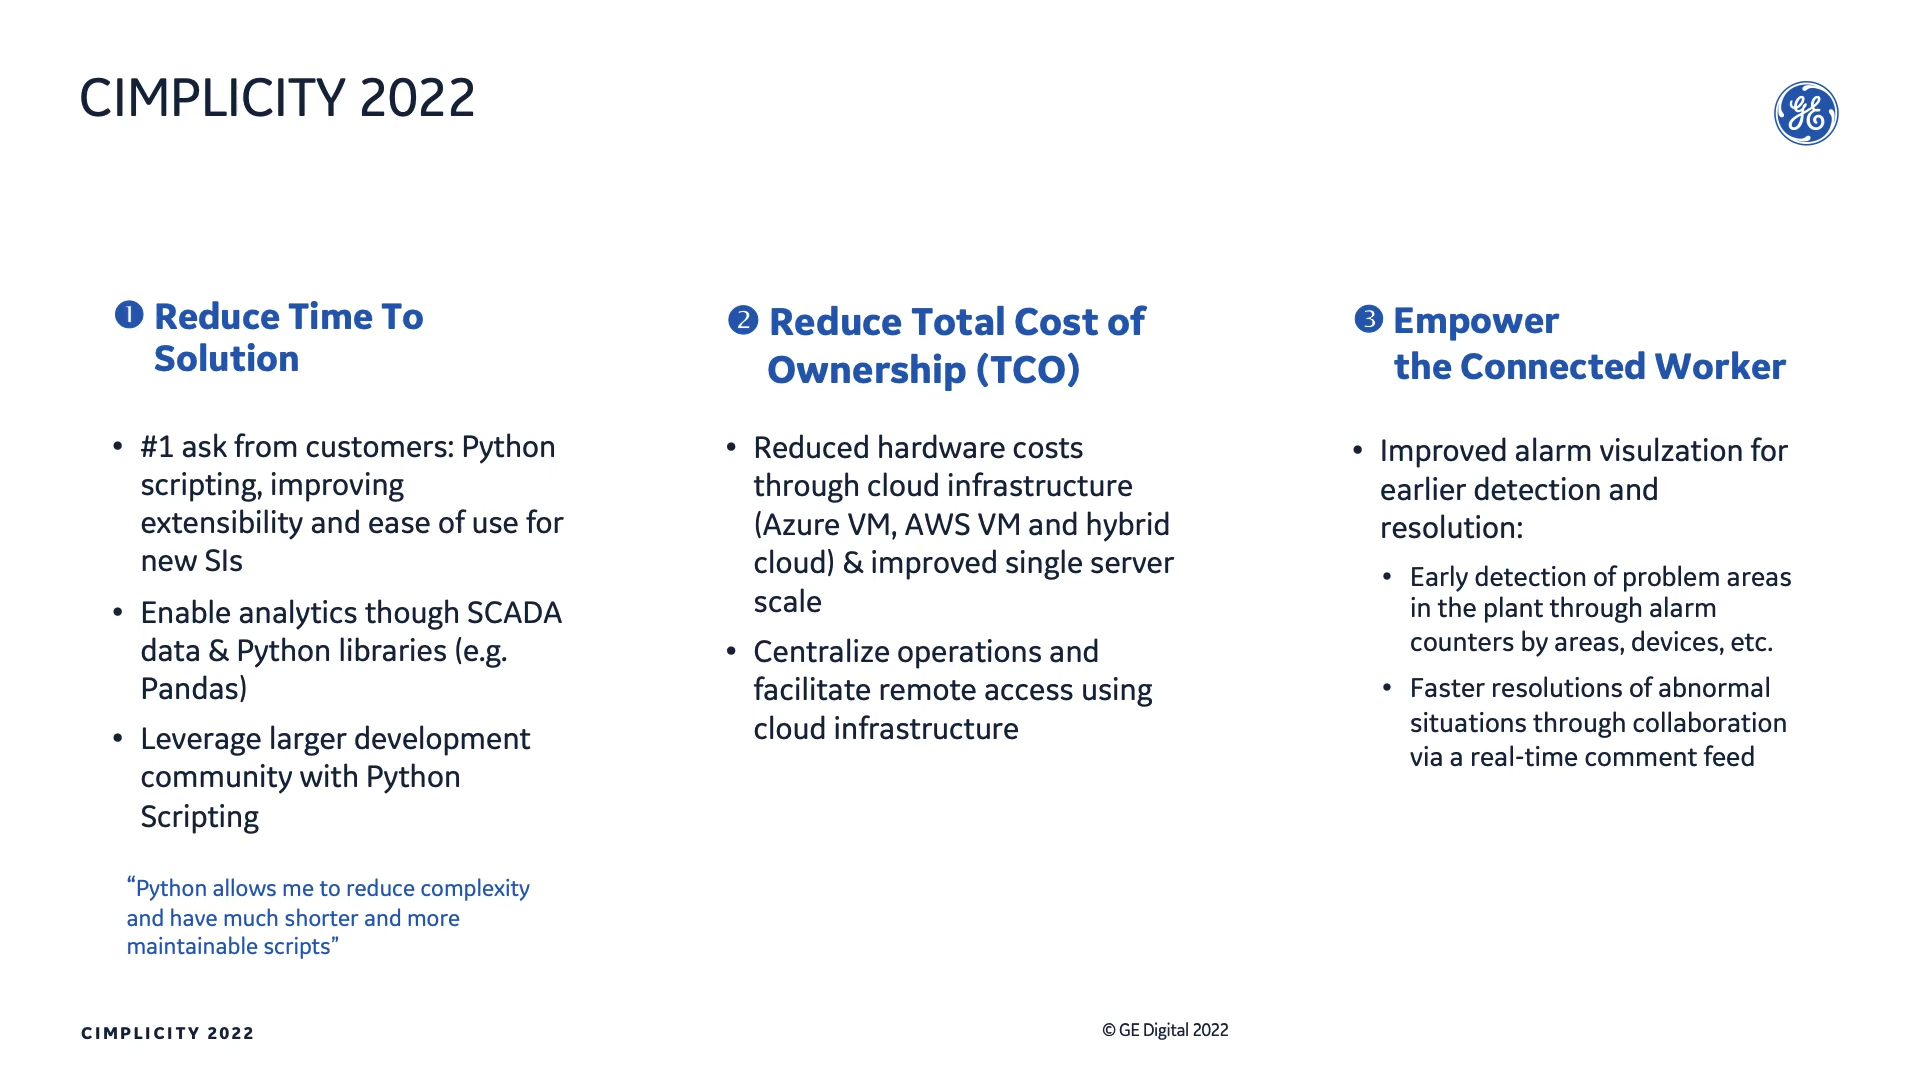 CIMPLICITY 2022
GE
❶ Reduce Time To
Solution
• #1 ask from customers: Python
scripting, improving
extensibility and ease of use for
new SIs
• Enable analytics though SCADA
data & Python libraries (e.g.
Pandas)
• Leverage larger development
community with Python
Scripting
“Python allows me to reduce complexity
and have much shorter and more
maintainable scripts”
❷ Reduce Total Cost of
Ownership (TCO)
• Reduced hardware costs
through cloud infrastructure
(Azure VM, AWS VM and hybrid
cloud) & improved single server
scale
• Centralize operations and
facilitate remote access using
cloud infrastructure
❸ Empower
the Connected Worker
• Improved alarm visulzation for
earlier detection and
resolution:
• Early detection of problem areas
in the plant through alarm
counters by areas, devices, etc.
• Faster resolutions of abnormal
situations through collaboration
via a real-time comment feed
CIMPLICITY 2022
© GE Digital 2022